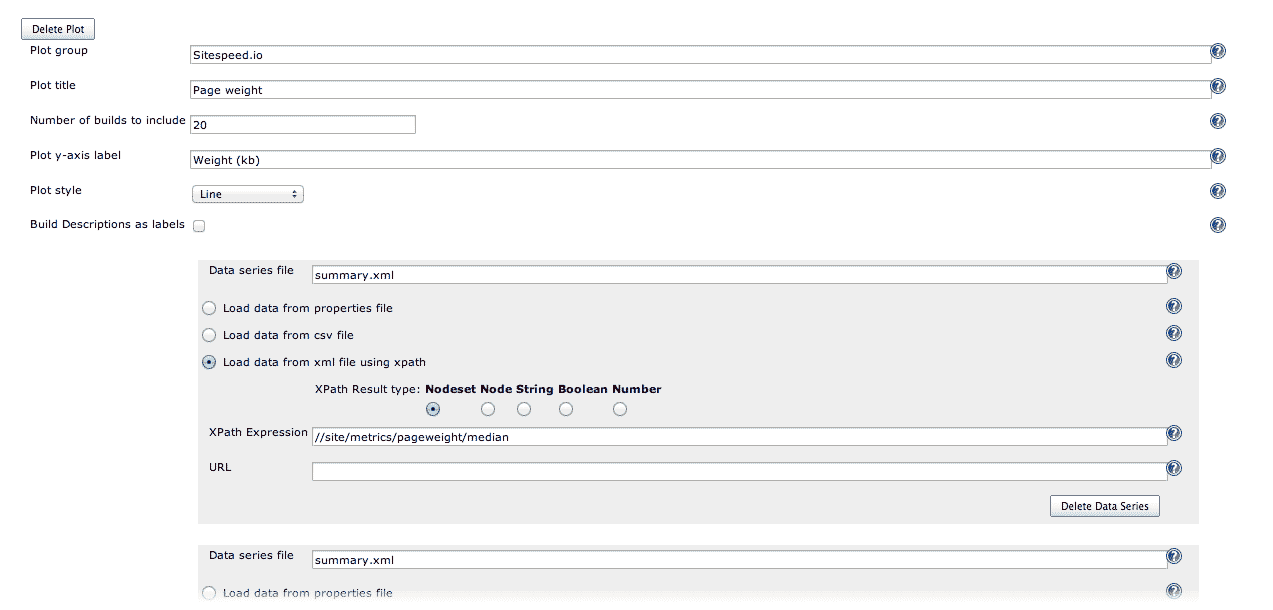 Delete Plot
Plot group Sitespeed.io
Plot title Page weight
Number of builds to include 20
Plot y-axis label Weight (kb)
Plot style Line
Build Descriptions as labels
Data series file summary.xml
Load data from properties file
Load data from csv file
Load data from xml file using xpath
XPath Result type: Nodeset Node String Boolean Number
XPath Expression //site/metrics/pageweight/median
URL
Delete Data Series
Data series file summary.xml
Load data from properties file